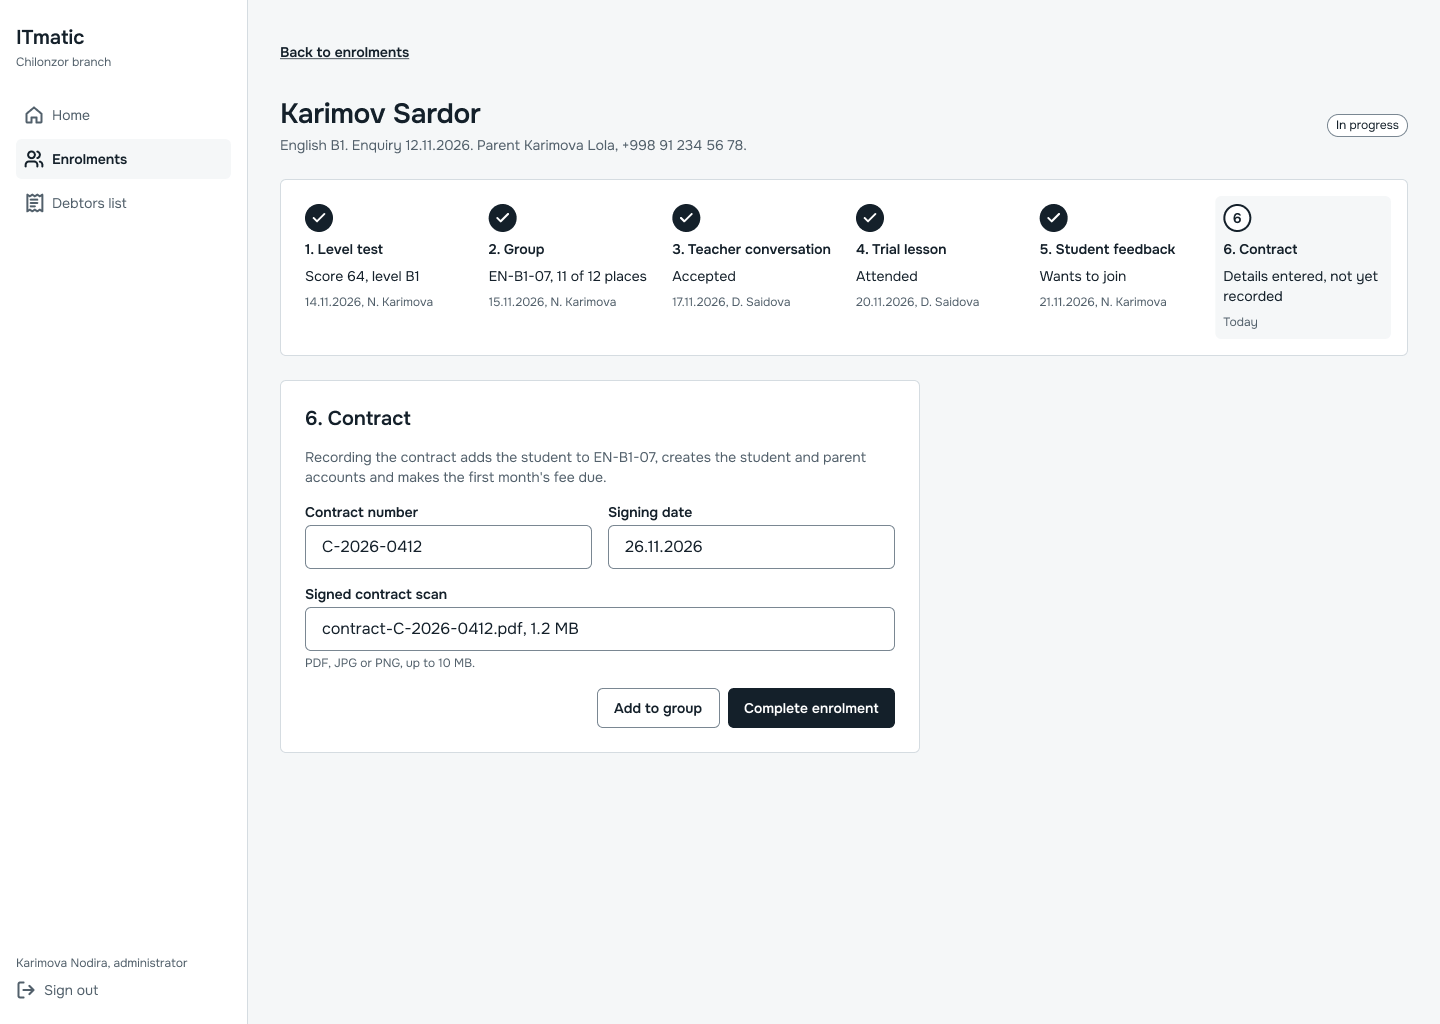 ITmatic
Chilonzor branch
Home
Enrolments
Debtors list
Karimova Nodira, administrator
Sign out
Back to enrolments
Karimov Sardor
English B1. Enquiry 12.11.2026. Parent Karimova Lola, +998 91 234 56 78.
In progress
1. Level test
Score 64, level B1
14.11.2026, N. Karimova
2. Group
EN-B1-07, 11 of 12 places
15.11.2026, N. Karimova
3. Teacher conversation
Accepted
17.11.2026, D. Saidova
4. Trial lesson
Attended
20.11.2026, D. Saidova
5. Student feedback
Wants to join
21.11.2026, N. Karimova
6
6. Contract
Details entered, not yet
recorded
Today
6. Contract
Recording the contract adds the student to EN-B1-07, creates the student and parent
accounts and makes the first month's fee due.
Contract number
C-2026-0412
Signing date
26.11.2026
Signed contract scan
contract-C-2026-0412.pdf, 1.2 MB
PDF, JPG or PNG, up to 10 MB.
Add to group
Complete enrolment